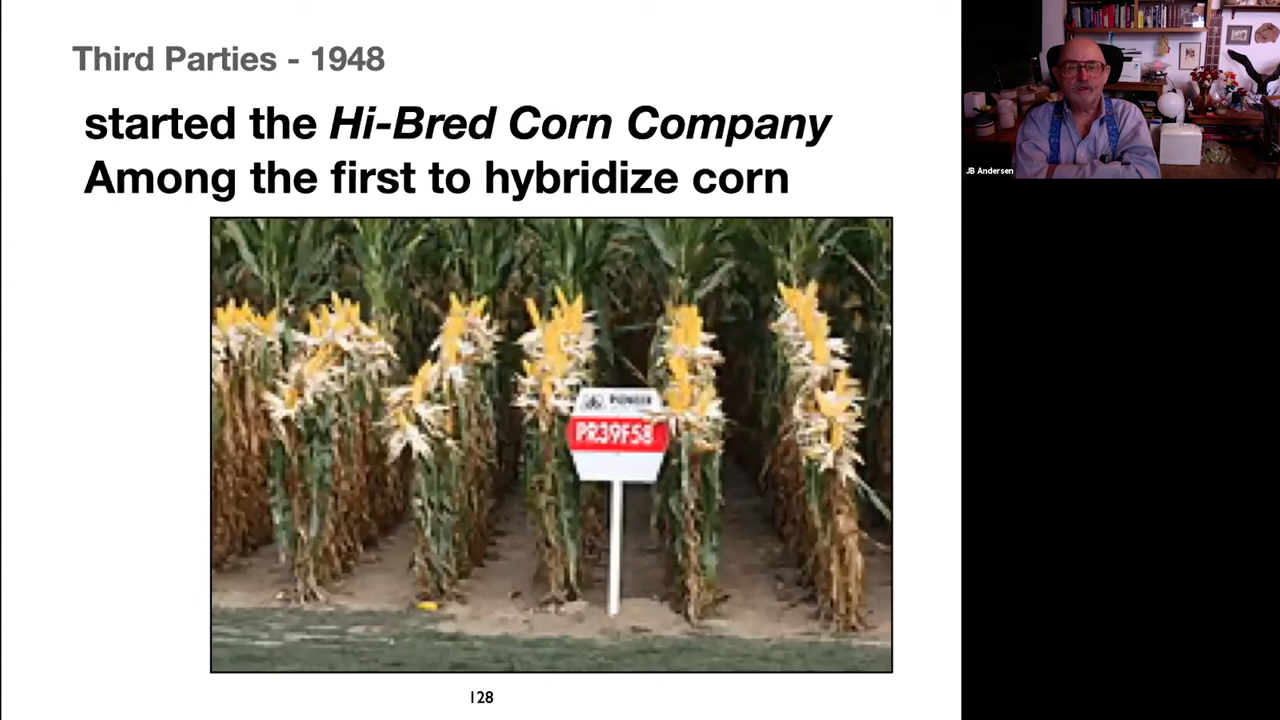 Third Parties - 1948
started the Hi-Bred Corn Company
Among the first to hybridize corn
PIONEER
PR39F58
128
JB Andersen